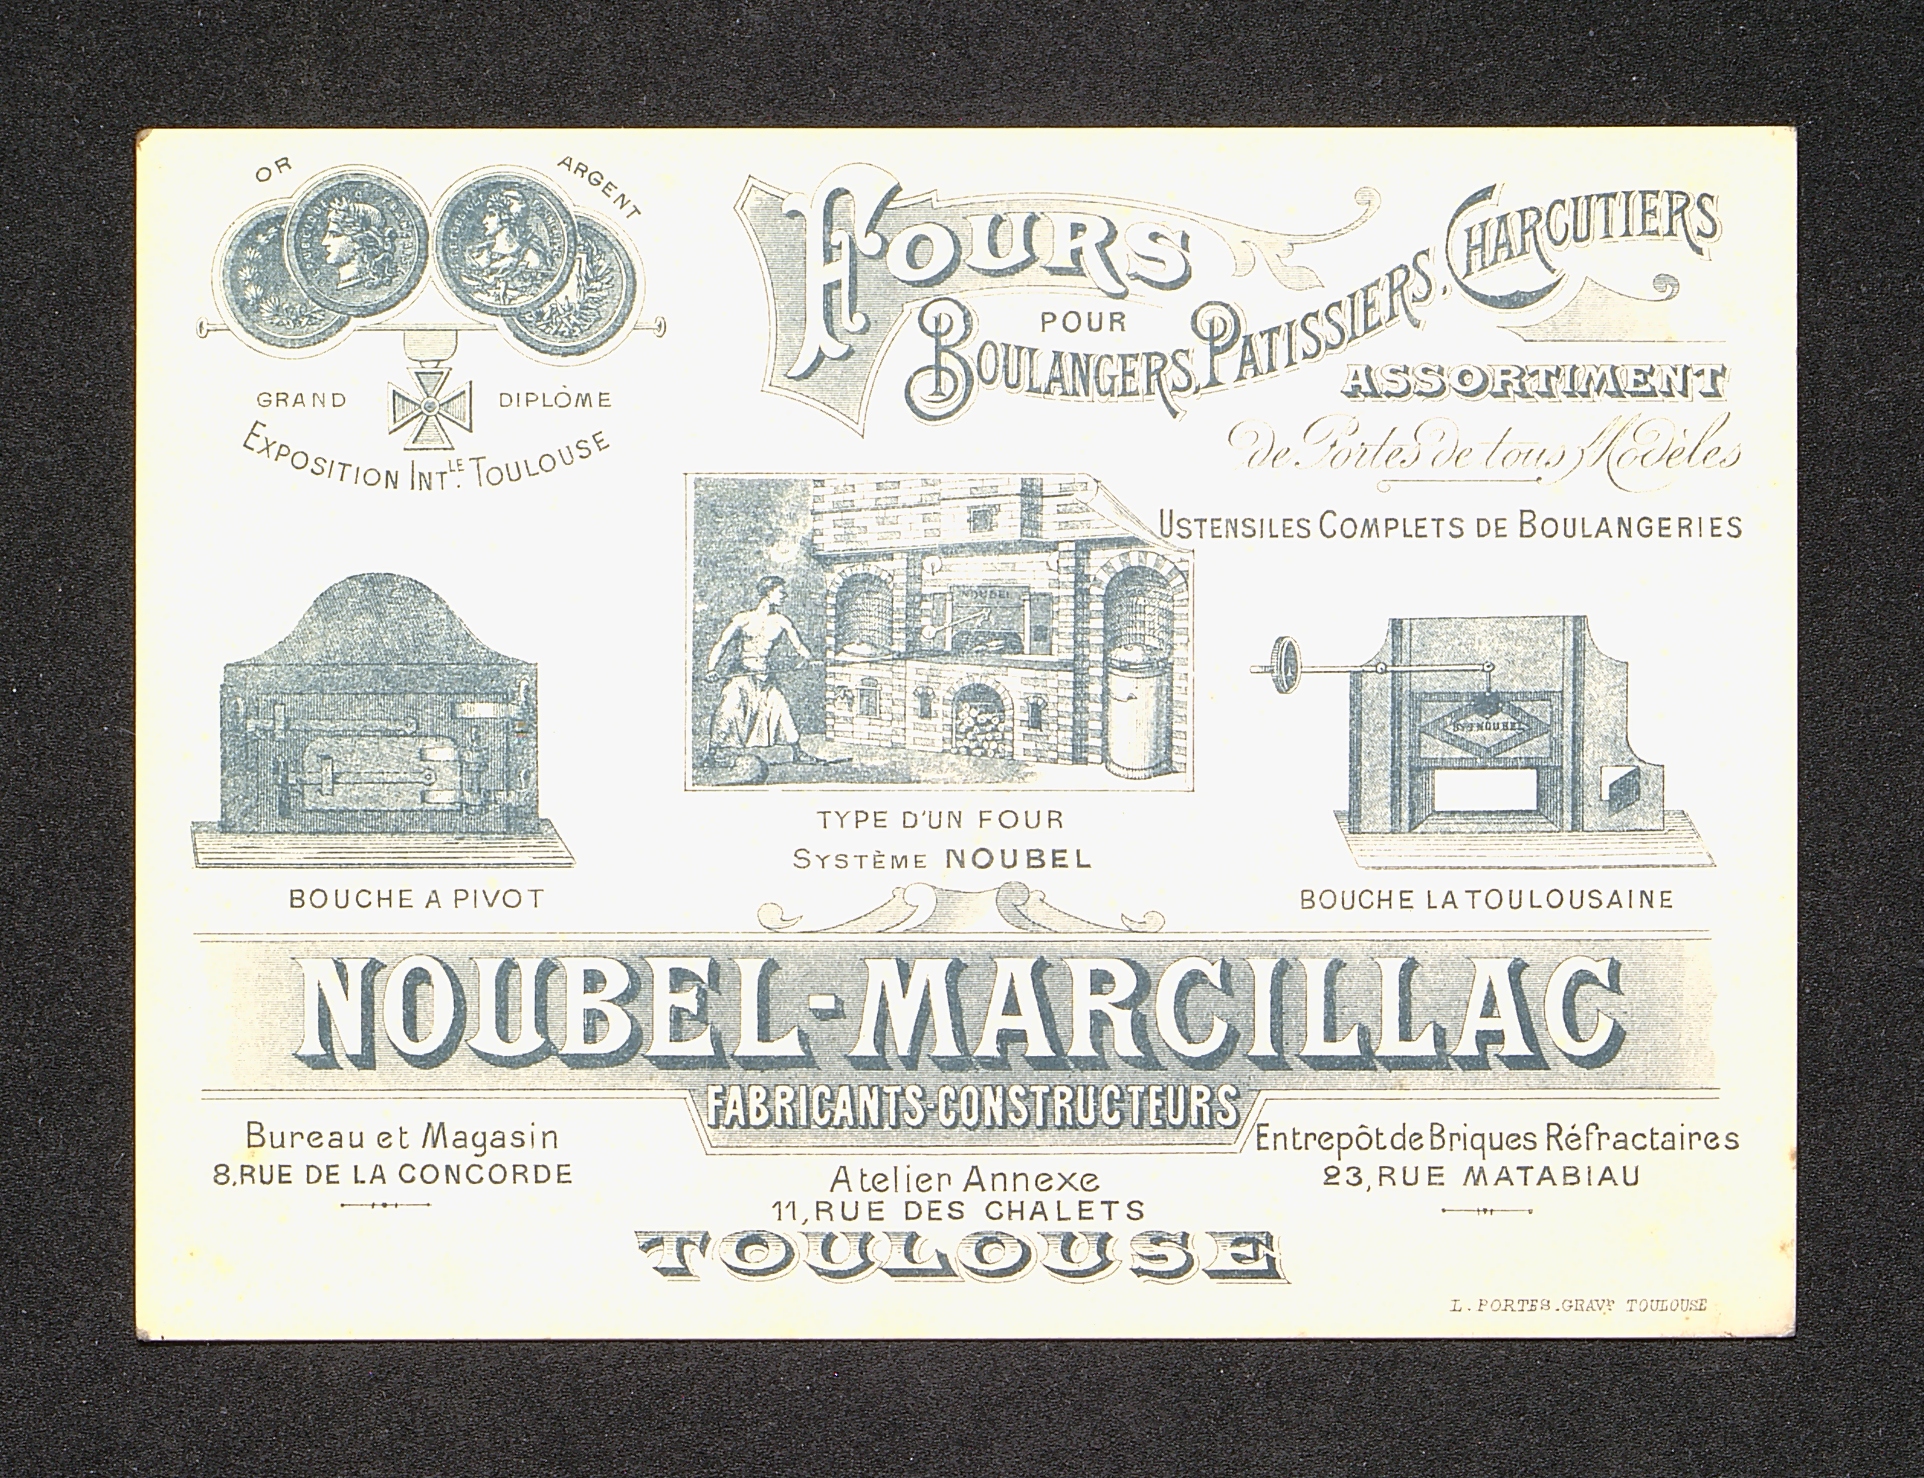 OR
ARGENT
GRAND DIPLÔME
EXPOSITION INT.LE TOULOUSE
FOURS
POUR
BOULANGERS, PATISSIERS, CHARCUTIERS
ASSORTIMENT
de Portes de tous Modèles
USTENSILES COMPLETS DE BOULANGERIES
NOUBEL
TYPE D'UN FOUR
SYSTÈME NOUBEL
BOUCHE A PIVOT
NOUBEL
BOUCHE LA TOULOUSAINE
NOUBEL-MARCILLAC
FABRICANTS-CONSTRUCTEURS
Bureau et Magasin
8, RUE DE LA CONCORDE
Atelier Annexe
11, RUE DES CHALETS
Entrepôt de Briques Réfractaires
23, RUE MATABIAU
TOULOUSE
L. PORTES. GRAVR TOULOUSE